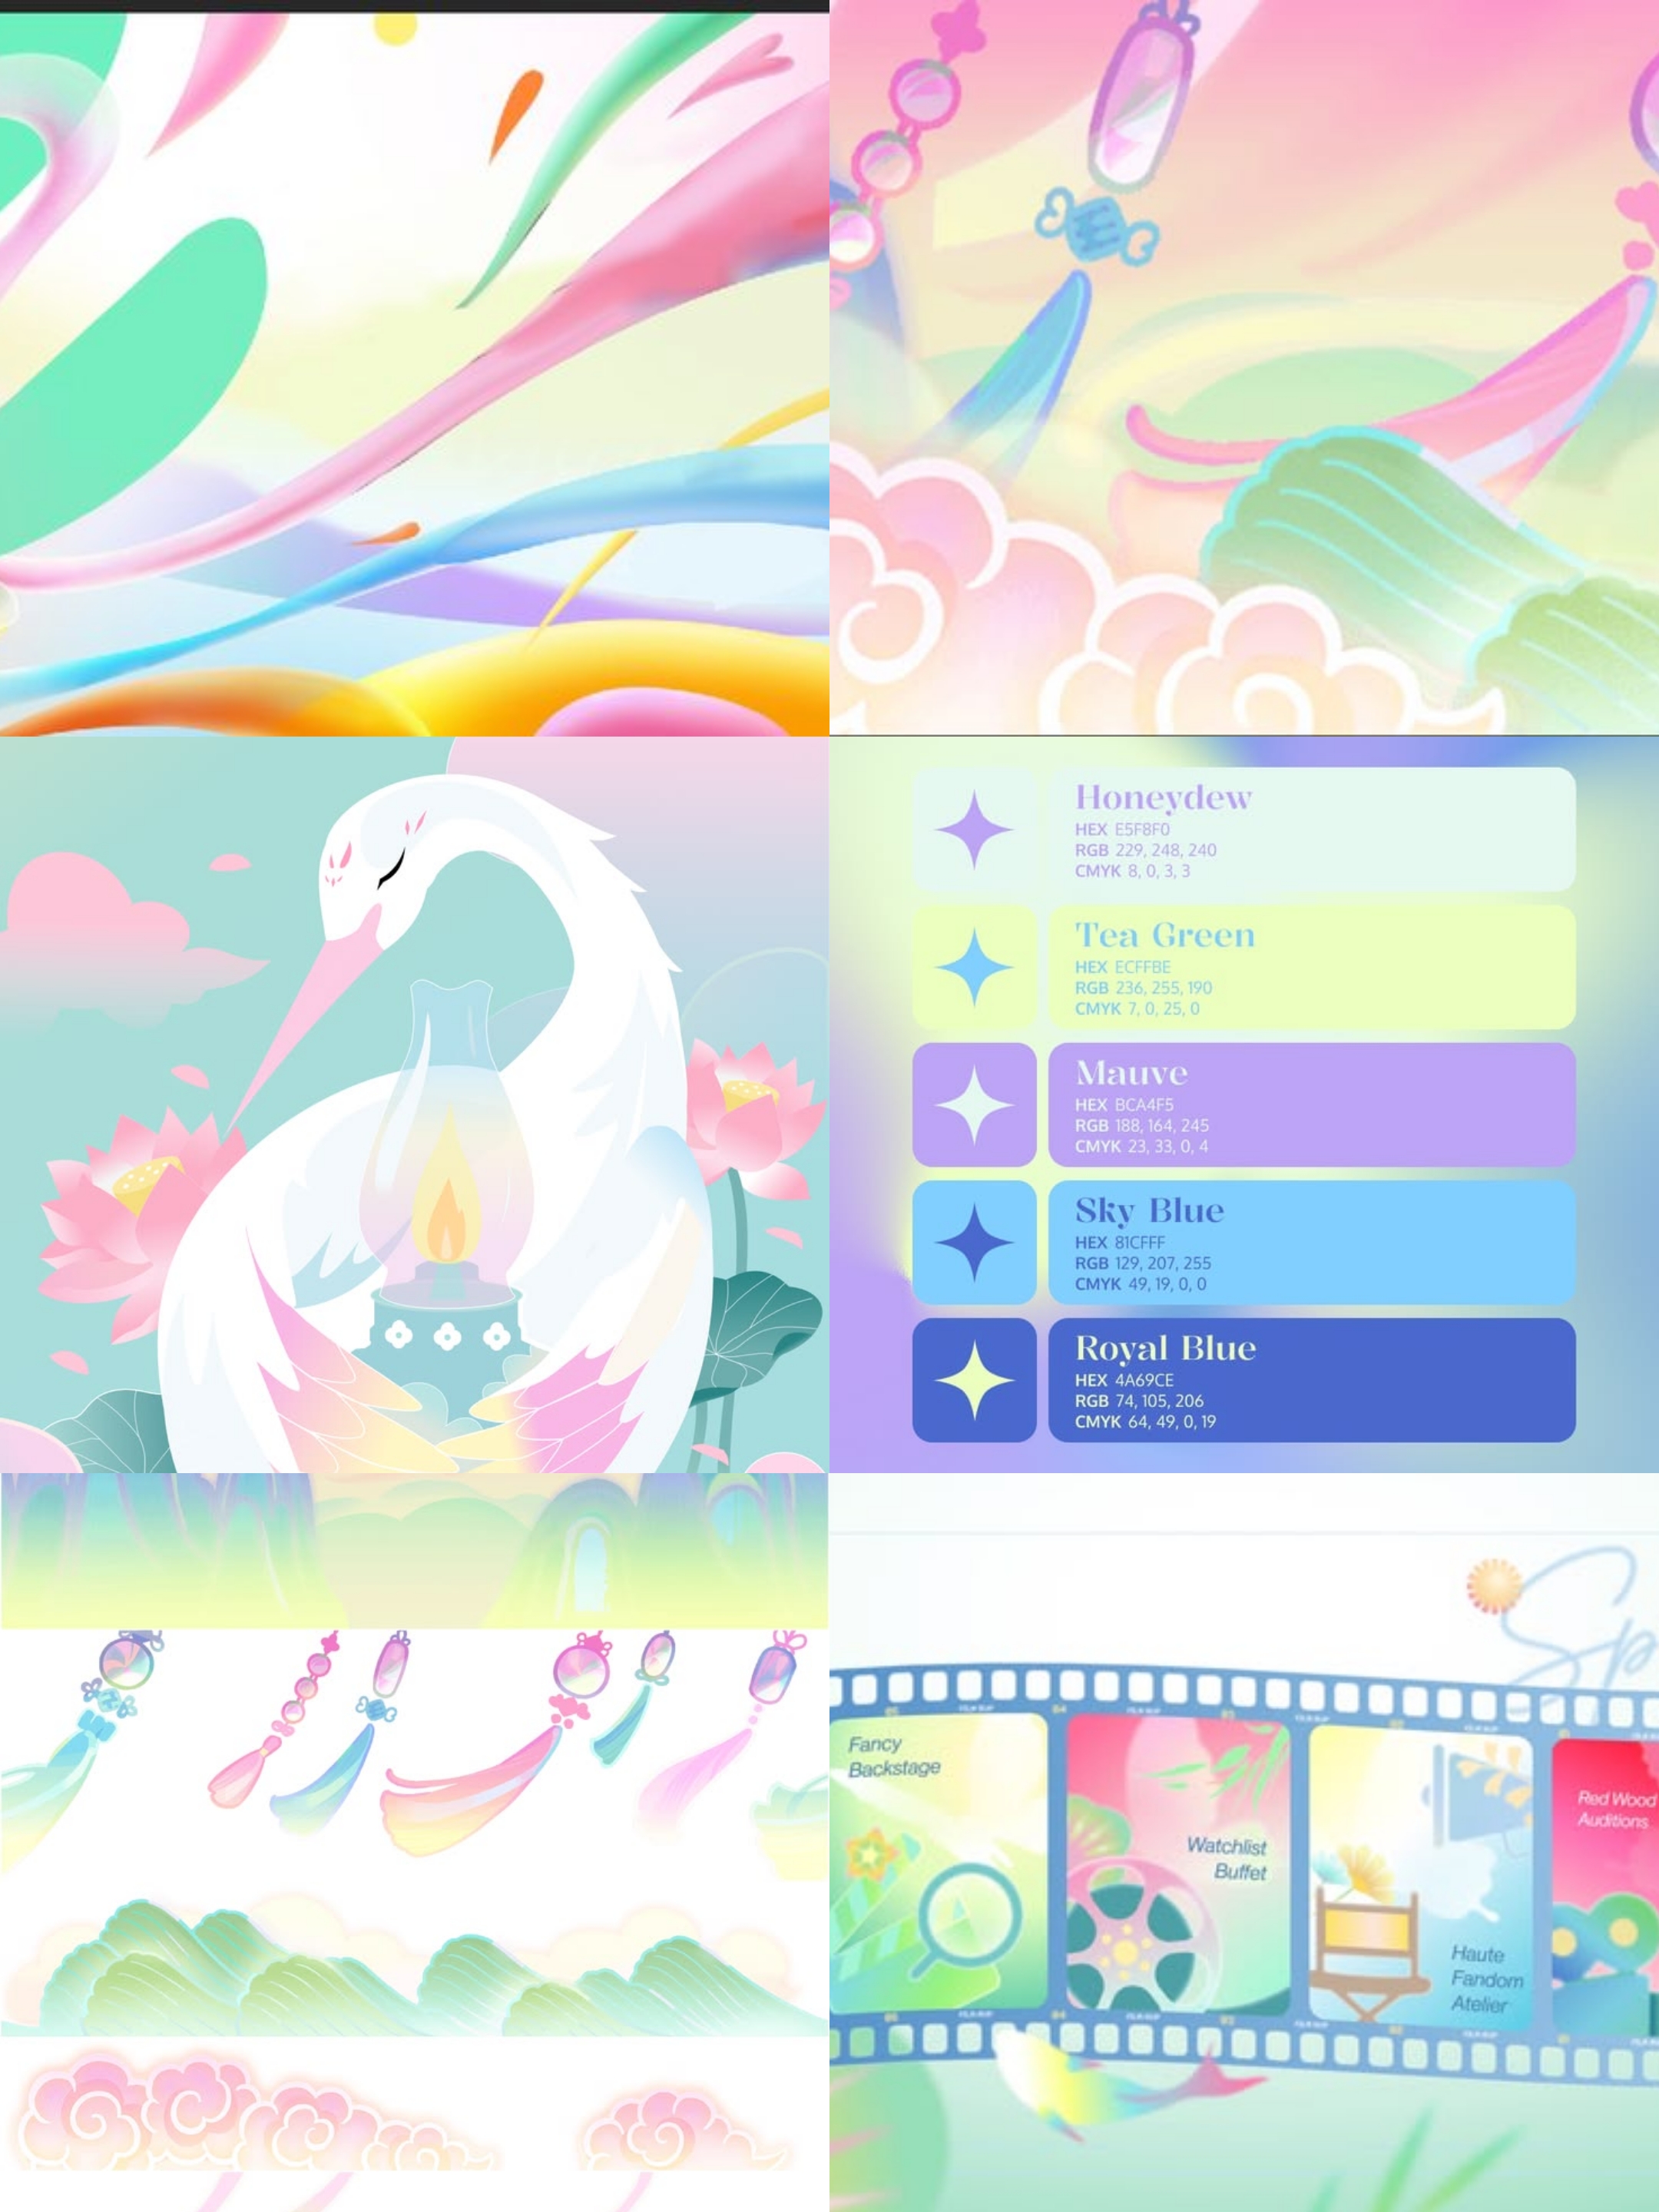 Honeydew
HEX E5F8F0
RGB 229, 248, 240
CMYK 8, 0, 3, 3
Tea Green
HEX ECFFBE
RGB 236, 255, 190
CMYK 7, 0, 25, 0
Mauve
HEX BCA4F5
RGB 188, 164, 245
CMYK 23, 33, 0, 4
Sky Blue
HEX 81CFFF
RGB 129, 207, 255
CMYK 49, 19, 0, 0
Royal Blue
HEX 4A69CE
RGB 74, 105, 206
CMYK 64, 49, 0, 19
Sp
Fancy
Backstage
Watchlist
Buffet
Haute
Fandom
Atelier
Red Wood
Auditions